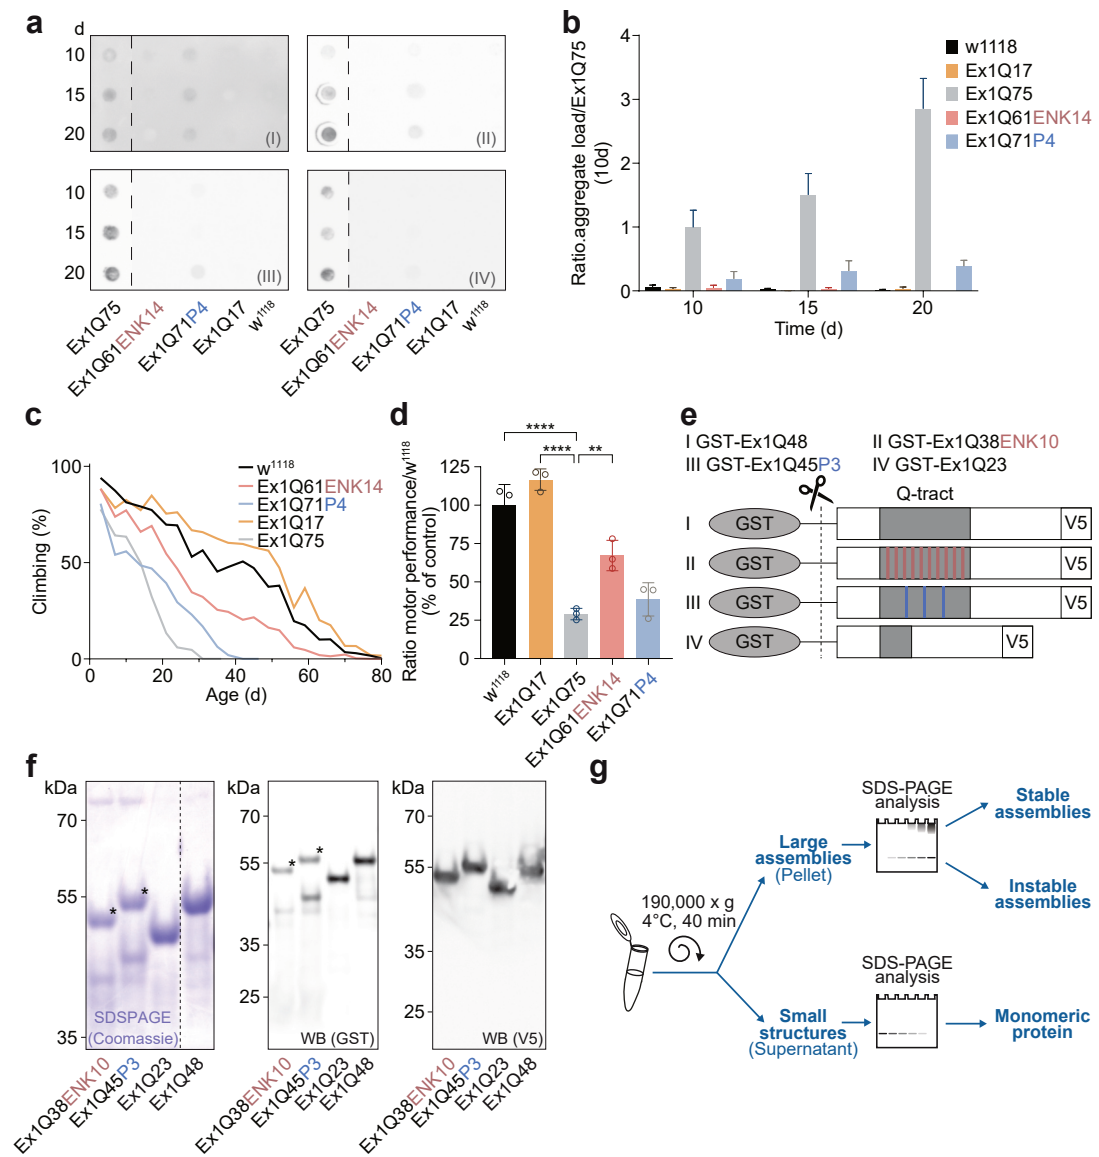 a
d
10
15
20
(I)
(II)
10
15
20
(III)
(IV)
Ex1Q75
Ex1Q61ENK14
Ex1Q71P4
Ex1Q17
w1118
Ex1Q75
Ex1Q61ENK14
Ex1Q71P4
Ex1Q17
w1118
b
Ratio.aggregate load/Ex1Q75
(10d)
4
3
2
1
0
10
15
20
Time (d)
w1118
Ex1Q17
Ex1Q75
Ex1Q61ENK14
Ex1Q71P4
c
Climbing (%)
100
50
0
0
20
40
60
80
Age (d)
w1118
Ex1Q61ENK14
Ex1Q71P4
Ex1Q17
Ex1Q75
d
Ratio motor performance/w1118
(% of control)
125
100
75
50
25
0
****
****
**
w1118
Ex1Q17
Ex1Q75
Ex1Q61ENK14
Ex1Q71P4
e
I GST-Ex1Q48
II GST-Ex1Q38ENK10
III GST-Ex1Q45P3
IV GST-Ex1Q23
Q-tract
I
GST
V5
II
GST
V5
III
GST
V5
IV
GST
V5
f
kDa
70
55
35
*
*
SDSPAGE
(Coomassie)
Ex1Q38ENK10
Ex1Q45P3
Ex1Q23
Ex1Q48
kDa
70
55
35
25
*
*
WB (GST)
Ex1Q38ENK10
Ex1Q45P3
Ex1Q23
Ex1Q48
kDa
70
55
35
25
WB (V5)
Ex1Q38ENK10
Ex1Q45P3
Ex1Q23
Ex1Q48
g
190,000 x g
4°C, 40 min
Large
assemblies
(Pellet)
SDS-PAGE
analysis
Stable
assemblies
Instable
assemblies
Small
structures
(Supernatant)
SDS-PAGE
analysis
Monomeric
protein